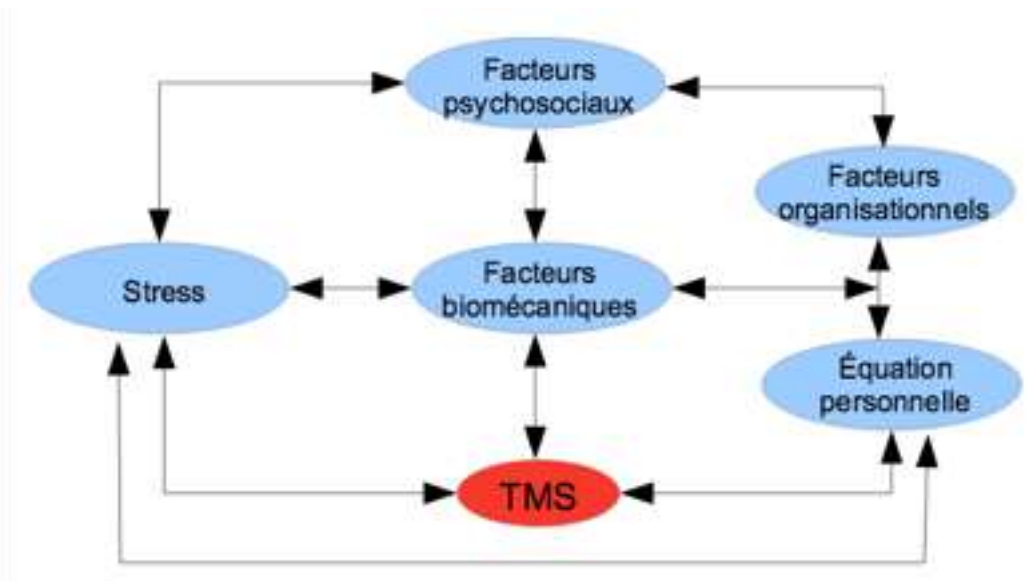 Facteurs
psychosociaux
Facteurs
organisationnels
Stress
Facteurs
biomécaniques
Équation
personnelle
TMS